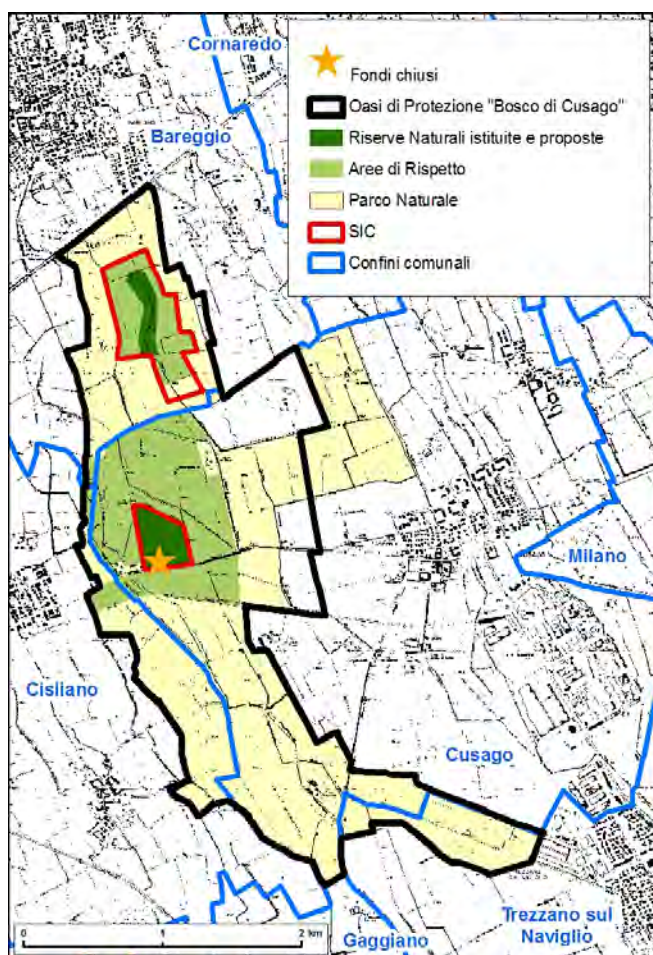 Cornaredo
Bareggio
Fondi chiusi
Oasi di Protezione "Bosco di Cusago"
Riserve Naturali istituite e proposte
Aree di Rispetto
Parco Naturale
SIC
Confini comunali
Milano
Cisliano
Cusago
Trezzano sul
Naviglio
Gaggiano
0 1 2 km